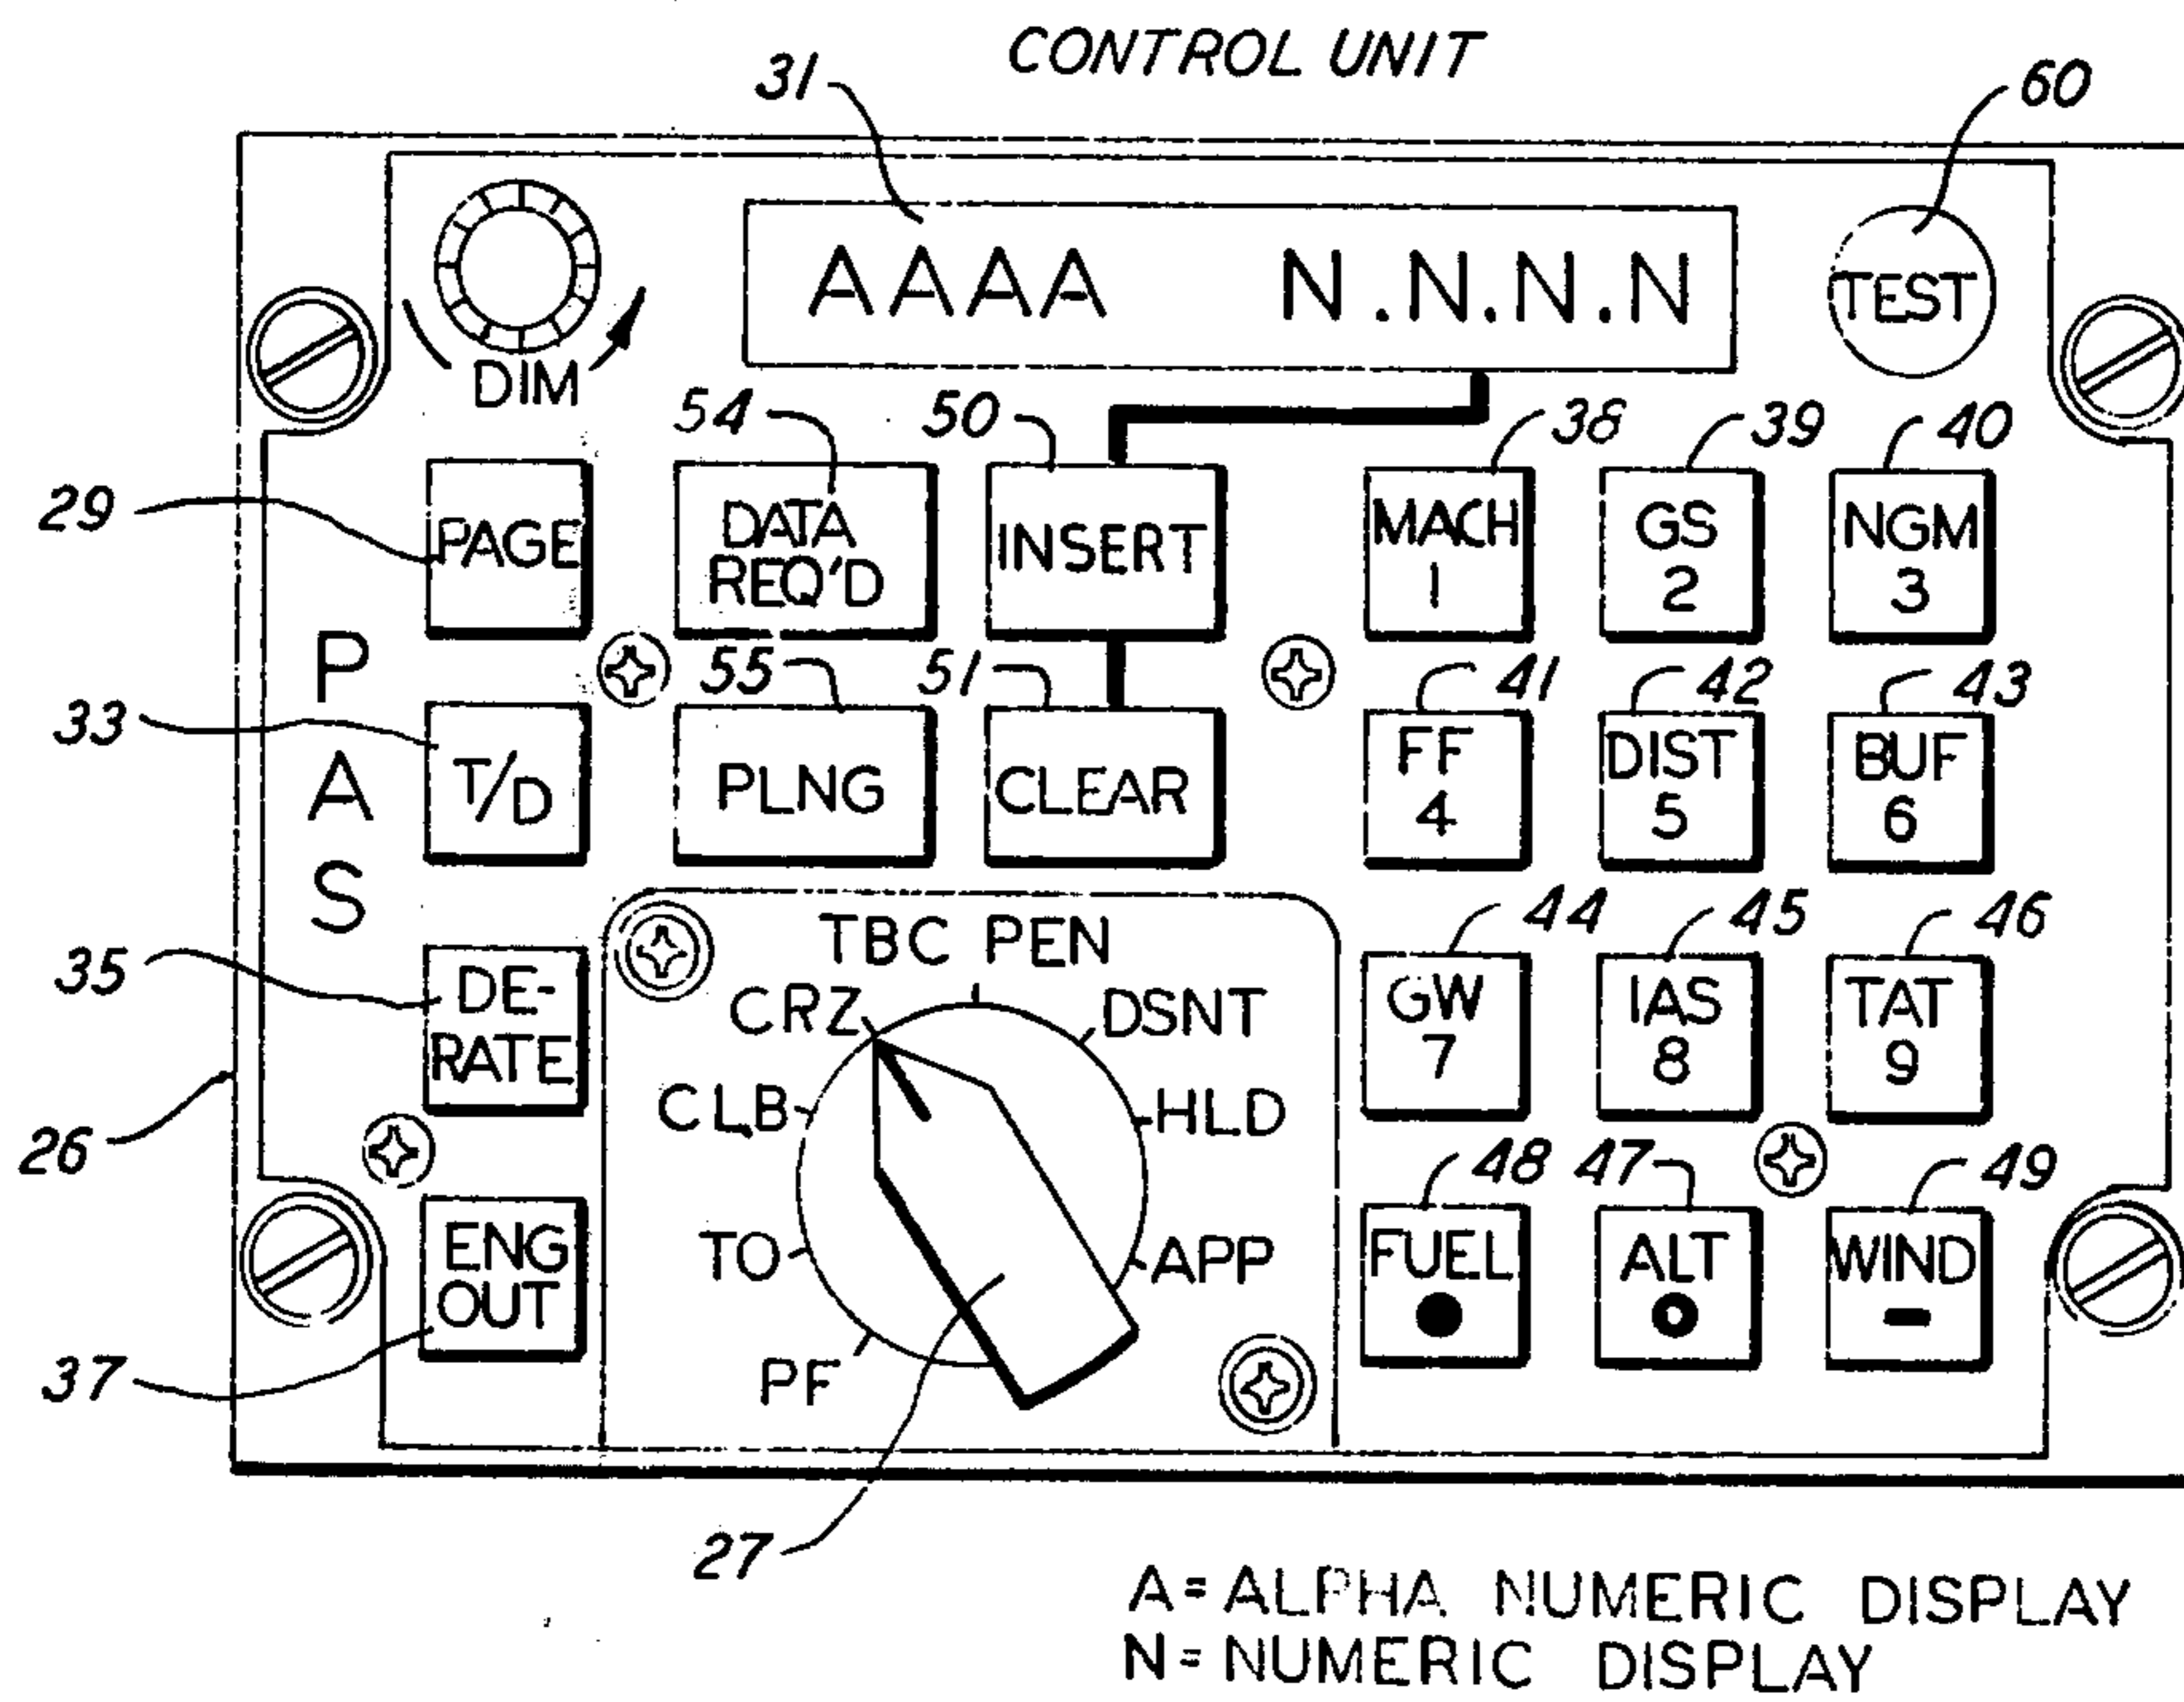 CONTROL UNIT
31
60
AAAA N.N.N.N
TEST
DIM
54
50
38
39
40
29
PAGE
DATA
REQ'D
INSERT
MACH
1
GS
2
NGM
3
PAS
55
51
41
42
43
33
T/D
PLNG
CLEAR
FF
4
DIST
5
BUF
6
44
45
46
35
DE-
RATE
TBC PEN
CRZ
DSNT
CLB
HLD
TO
APP
PF
GW
7
IAS
8
TAT
9
26
48
47
49
ENG
OUT
FUEL
●
ALT
O
WIND
-
37
27
A = ALPHA NUMERIC DISPLAY
N = NUMERIC DISPLAY